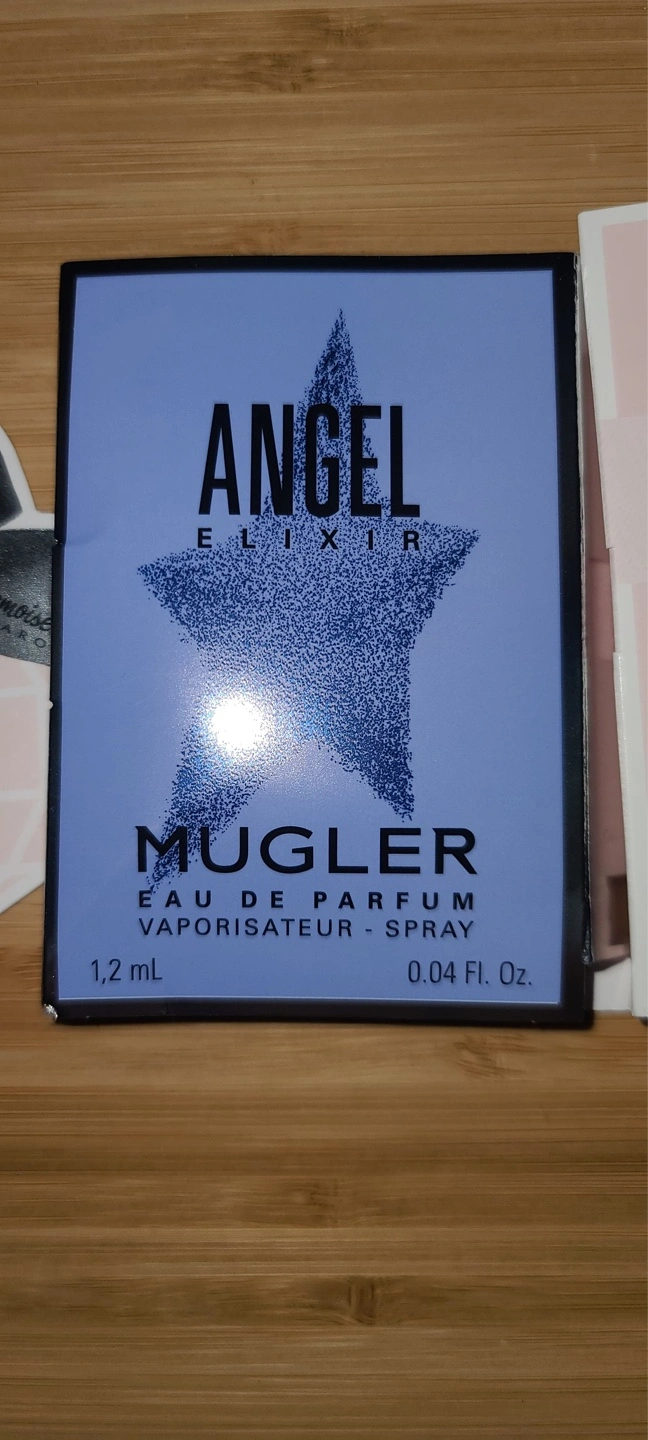 ANGEL
ELIXIR
MUGLER
EAU DE PARFUM
VAPORISATEUR - SPRAY
1,2 mL 0.04 Fl. Oz.